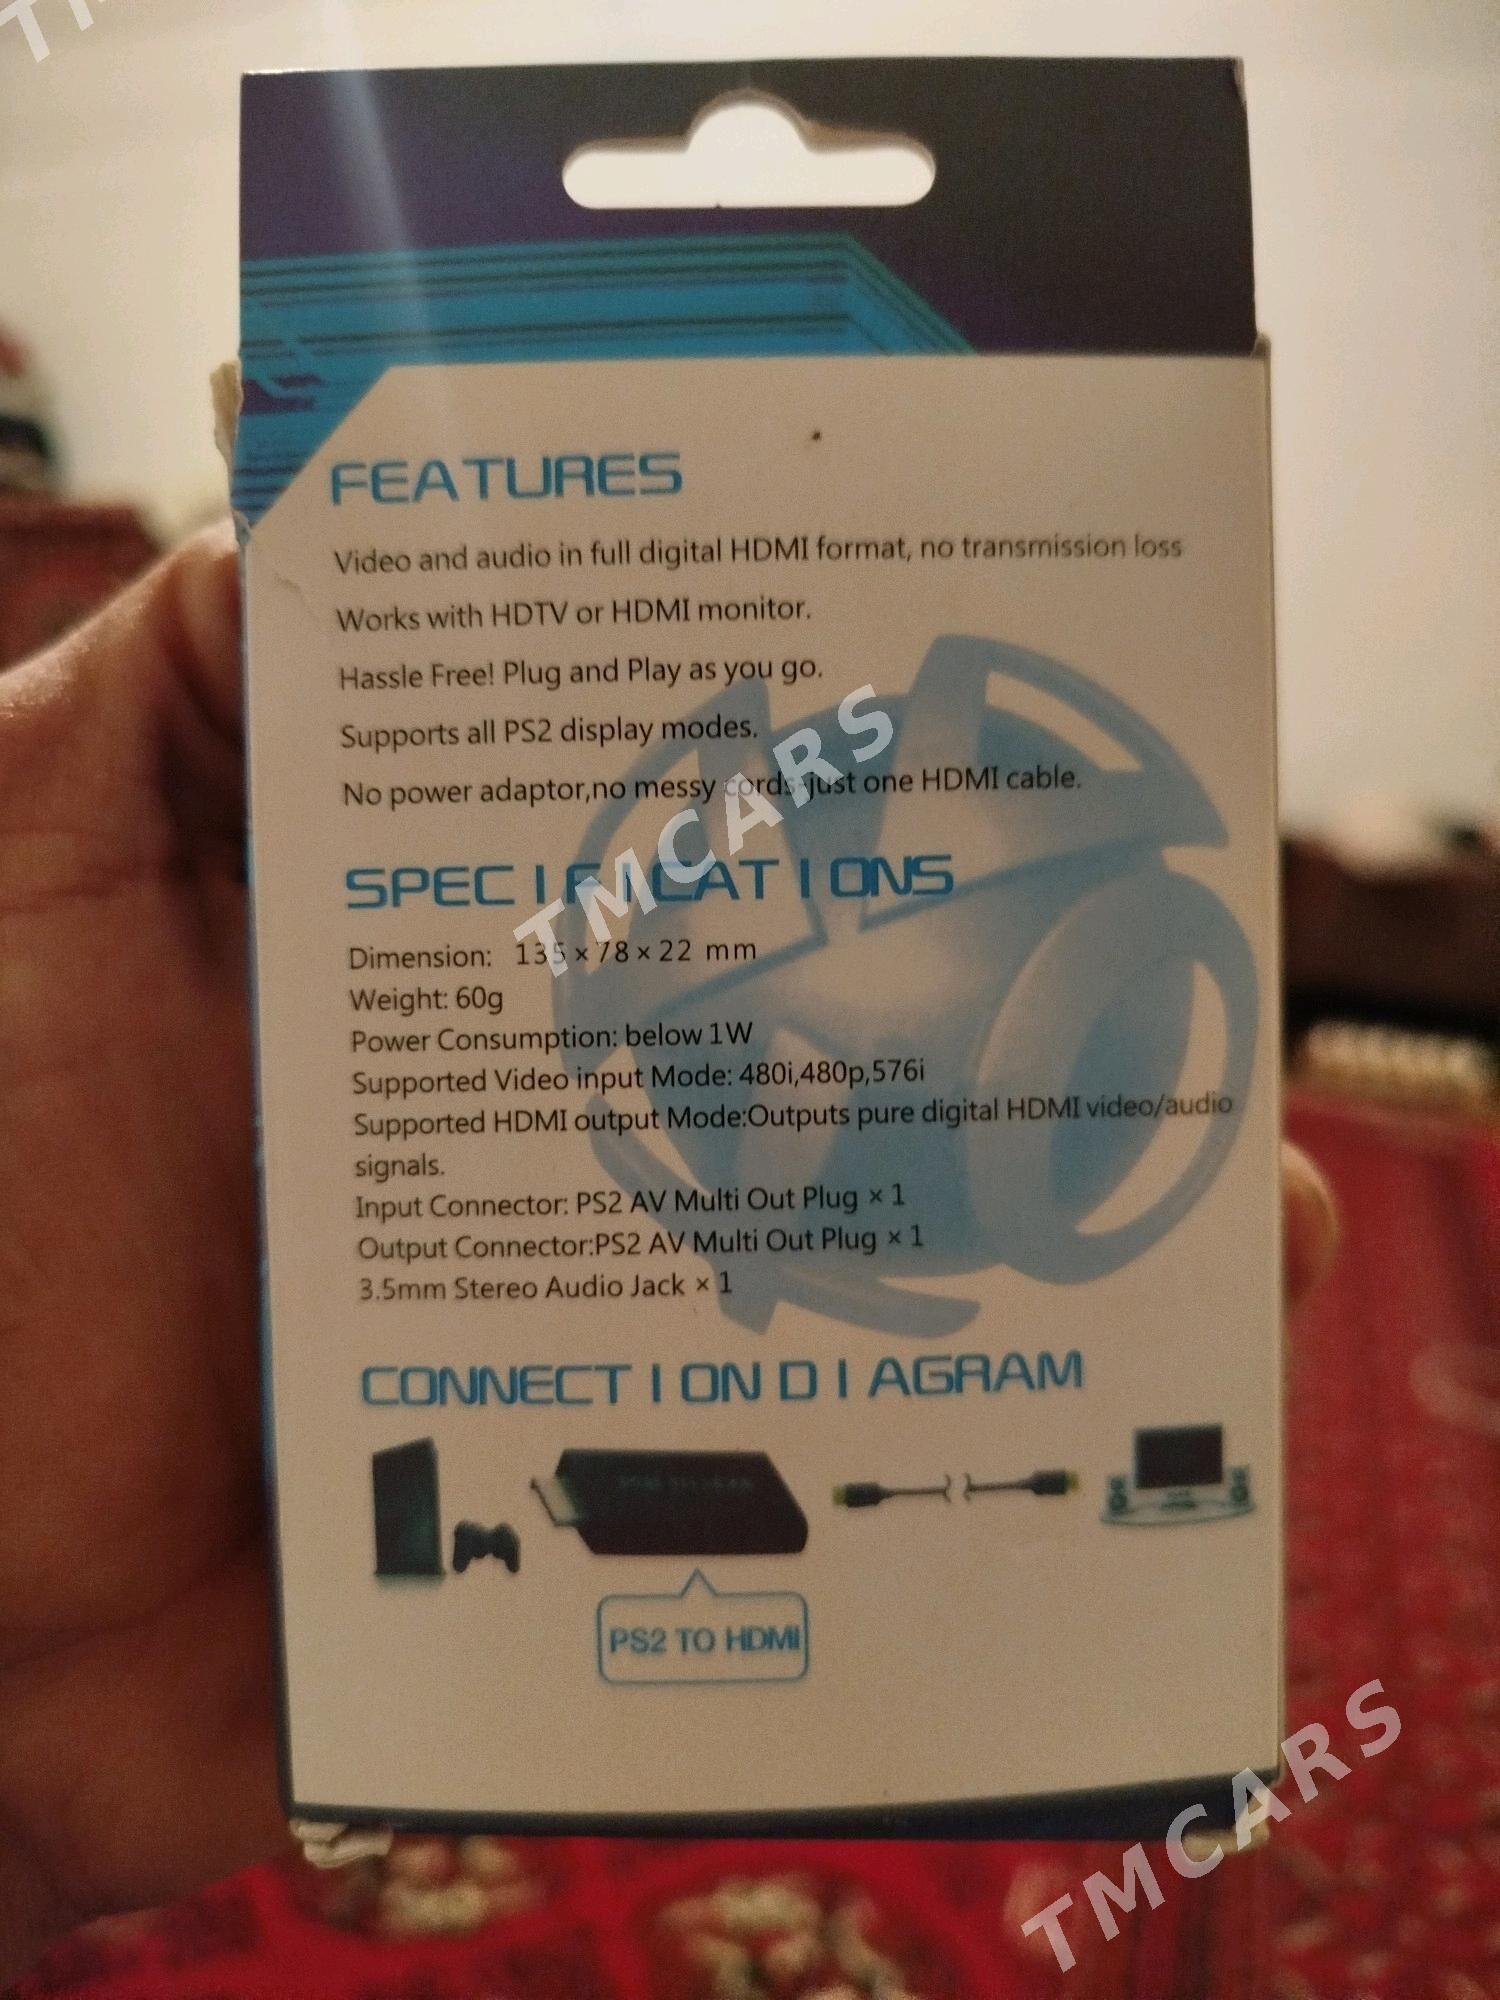 FEATURES
Video and audio in full digital HDMI format, no transmission loss
Works with HDTV or HDMI monitor.
Hassle Free! Plug and Play as you go.
Supports all PS2 display modes.
No power adaptor,no messy cords-just one HDMI cable.
SPECIFICATIONS
Dimension: 135×78×22 mm
Weight: 60g
Power Consumption: below 1W
Supported Video input Mode: 480i,480p,576i
Supported HDMI output Mode:Outputs pure digital HDMI video/audio
signals.
Input Connector: PS2 AV Multi Out Plug ×1
Output Connector:PS2 AV Multi Out Plug ×1
3.5mm Stereo Audio Jack ×1
CONNECTION DIAGRAM
PS2 TO HDMI
TMCARS
TMCARS